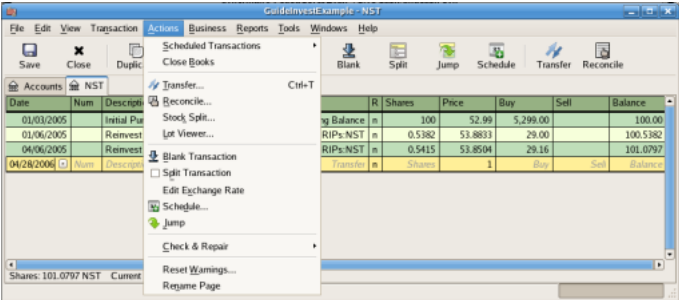 GuideInvestExample - NST
File Edit View Transaction Actions Business Reports Tools Windows Help
Save Close Duplic Blank Split Jump Schedule Transfer Reconcile
Accounts NST
Scheduled Transactions
Close Books
Transfer... Ctrl+T
Reconcile...
Stock Split...
Lot Viewer...
Blank Transaction
Split Transaction
Edit Exchange Rate
Schedule...
Jump
Check & Repair
Reset Warnings...
Rename Page
Date Num Descripti R Shares Price Buy Sell Balance
01/03/2005 Initial Pur ng Balance n 100 52.99 5,299.00 100.00
01/06/2005 Reinvest RIPs:NST n 0.5382 53.8833 29.00 100.5382
04/06/2005 Reinvest RIPs:NST n 0.5415 53.8504 29.16 101.0797
04/28/2006 Num Descripti Transfer n Shares 1 Buy Sell Balance
Shares: 101.0797 NST Current